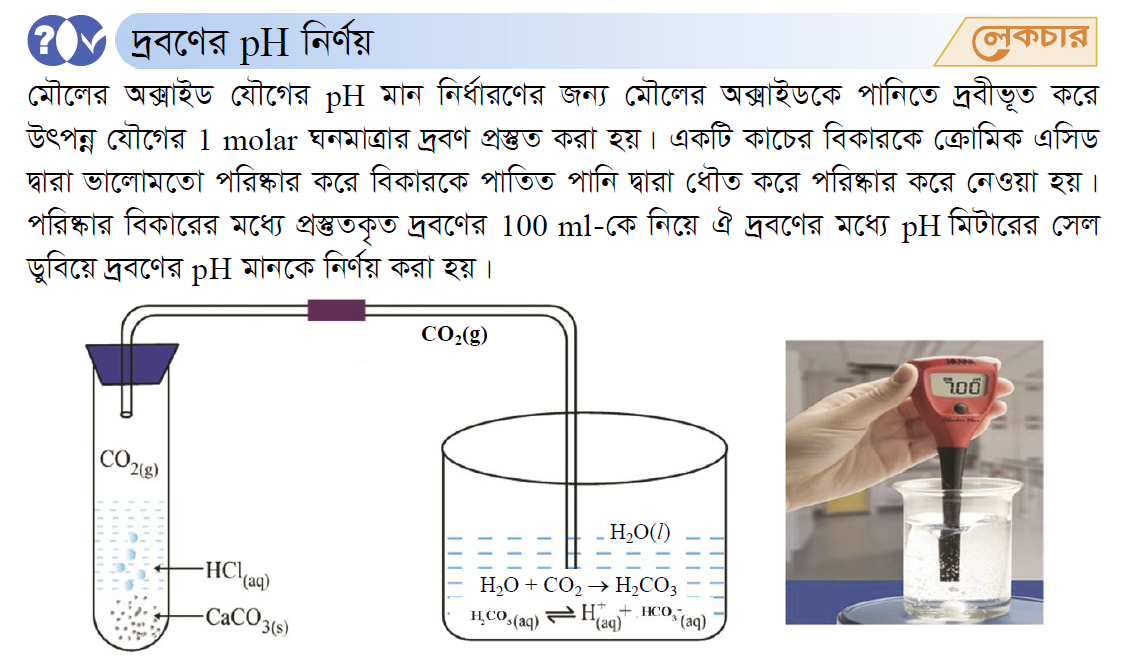 দ্রবণের pH নির্ণয়
লেকচার
মৌলের অক্সাইড যৌগের pH মান নির্ধারণের জন্য মৌলের অক্সাইডকে পানিতে দ্রবীভূত করে
উৎপন্ন যৌগের 1 molar ঘনমাত্রার দ্রবণ প্রস্তুত করা হয়। একটি কাচের বিকারকে ক্রোমিক এসিড
দ্বারা ভালোমতো পরিষ্কার করে বিকারকে পাতিত পানি দ্বারা ধৌত করে পরিষ্কার করে নেওয়া হয়।
পরিষ্কার বিকারের মধ্যে প্রস্তুতকৃত দ্রবণের 100 ml-কে নিয়ে ঐ দ্রবণের মধ্যে pH মিটারের সেল
ডুবিয়ে দ্রবণের pH মানকে নির্ণয় করা হয়।
CO₂(g)
CO₂(g)
HCl(aq)
CaCO₃(s)
H₂O(l)
H₂O + CO₂ → H₂CO₃
H₂CO₃(aq) ⇌ H⁺(aq) + HCO₃⁻(aq)
HANNA
7.00